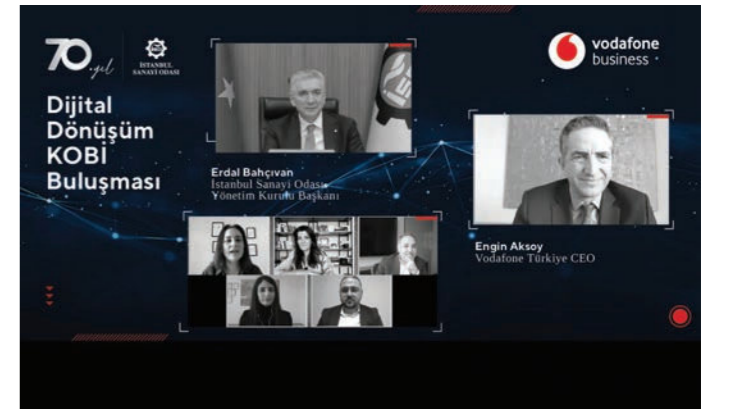 70.yıl
İSTANBUL
SANAYİ ODASI
vodafone
business
Dijital
Dönüşüm
KOBİ
Buluşması
Erdal Bahçıvan
İstanbul Sanayi Odası
Yönetim Kurulu Başkanı
Engin Aksoy
Vodafone Türkiye CEO